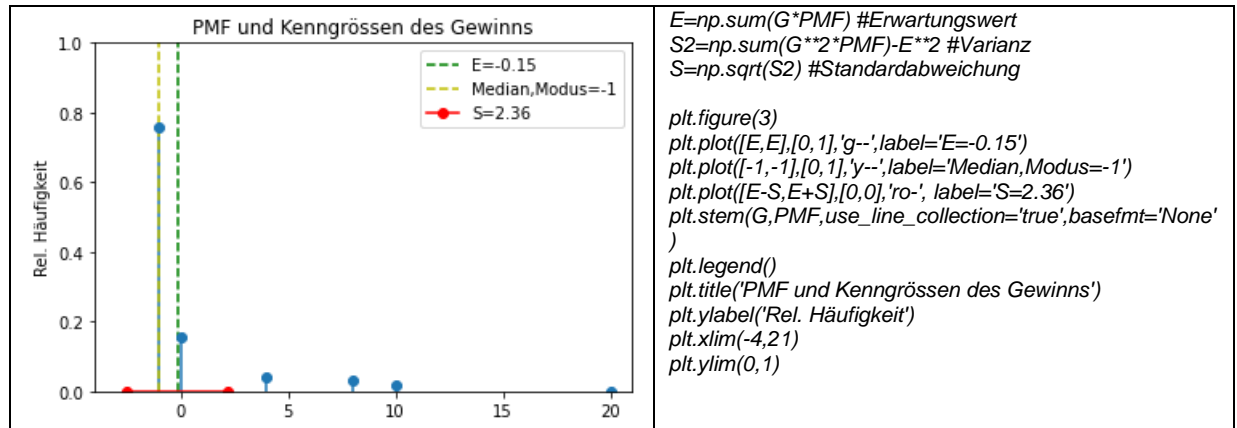 PMF und Kenngrössen des Gewinns
1.0
0.8
0.6
0.4
0.2
0.0
Rel. Häufigkeit
E=-0.15
Median,Modus=-1
S=2.36
0
5
10
15
20
E=np.sum(G*PMF) #Erwartungswert
S2=np.sum(G**2*PMF)-E**2 #Varianz
S=np.sqrt(S2) #Standardabweichung
plt.figure(3)
plt.plot([E,E],[0,1],'g--',label='E=-0.15')
plt.plot([-1,-1],[0,1],'y--',label='Median,Modus=-1')
plt.plot([E-S,E+S],[0,0],'ro-', label='S=2.36')
plt.stem(G,PMF,use_line_collection='true',basefmt='None'
)
plt.legend()
plt.title('PMF und Kenngrössen des Gewinns')
plt.ylabel('Rel. Häufigkeit')
plt.xlim(-4,21)
plt.ylim(0,1)